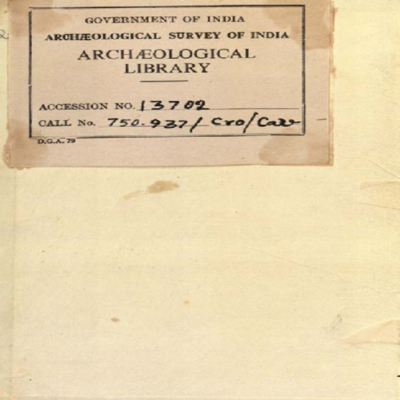 GOVERNMENT OF INDIA
ARCHÆOLOGICAL SURVEY OF INDIA
ARCHÆOLOGICAL
LIBRARY
ACCESSION NO. 13702
CALL No. 750.937/Cro/Cav
D.G.A. 79